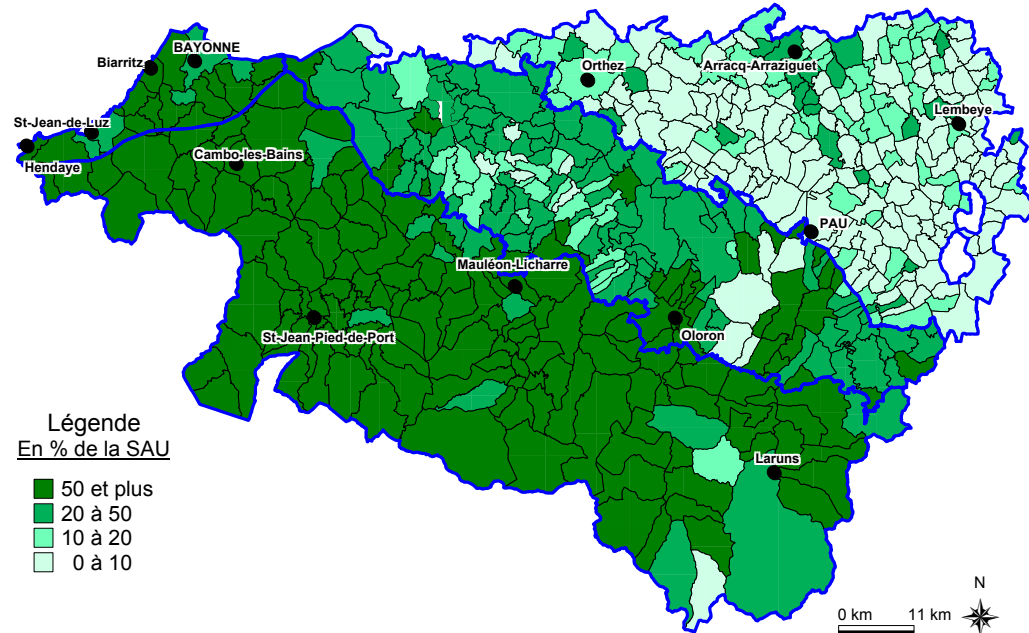 BAYONNE
Biarritz
Orthez
Arracq-Arraziguet
St-Jean-de-Luz
Lembeye
Hendaye
Cambo-les-Bains
PAU
Mauléon-Licharre
St-Jean-Pied-de-Port
Oloron
Légende
En % de la SAU
Laruns
50 et plus
20 à 50
10 à 20
0 à 10
N
0 km 11 km